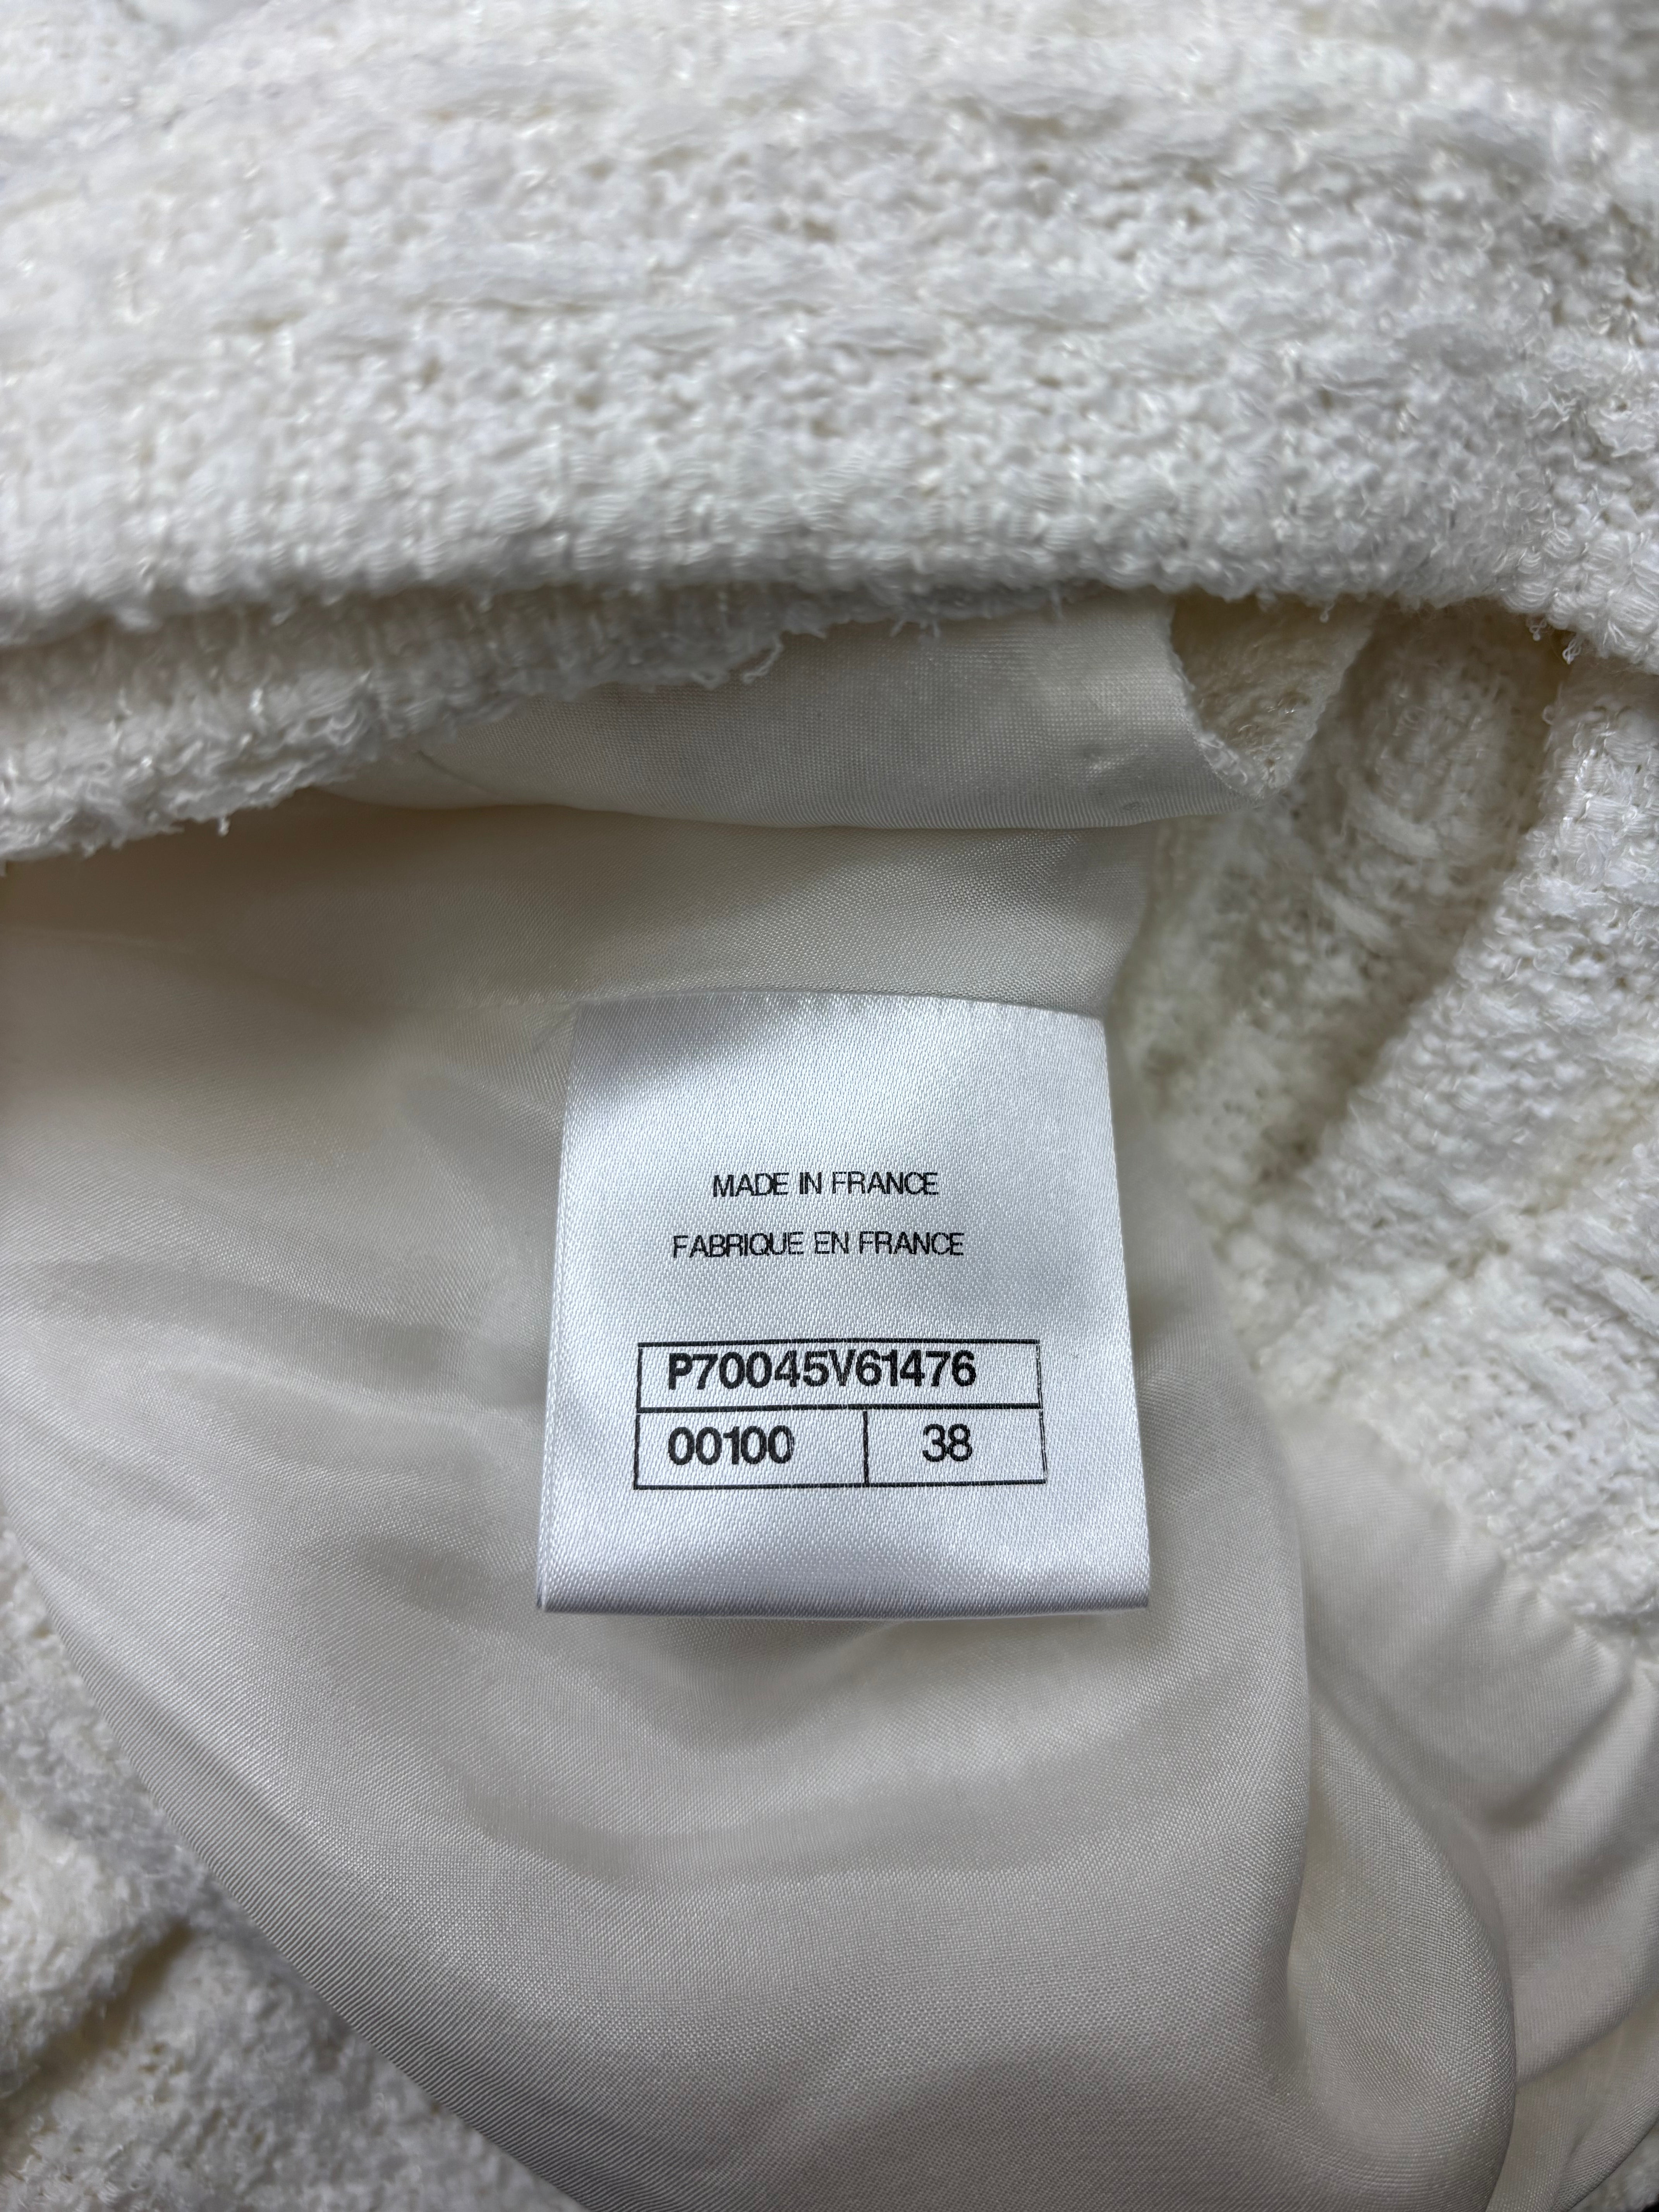 MADE IN FRANCE
FABRIQUE EN FRANCE
P70045V61476
00100 38